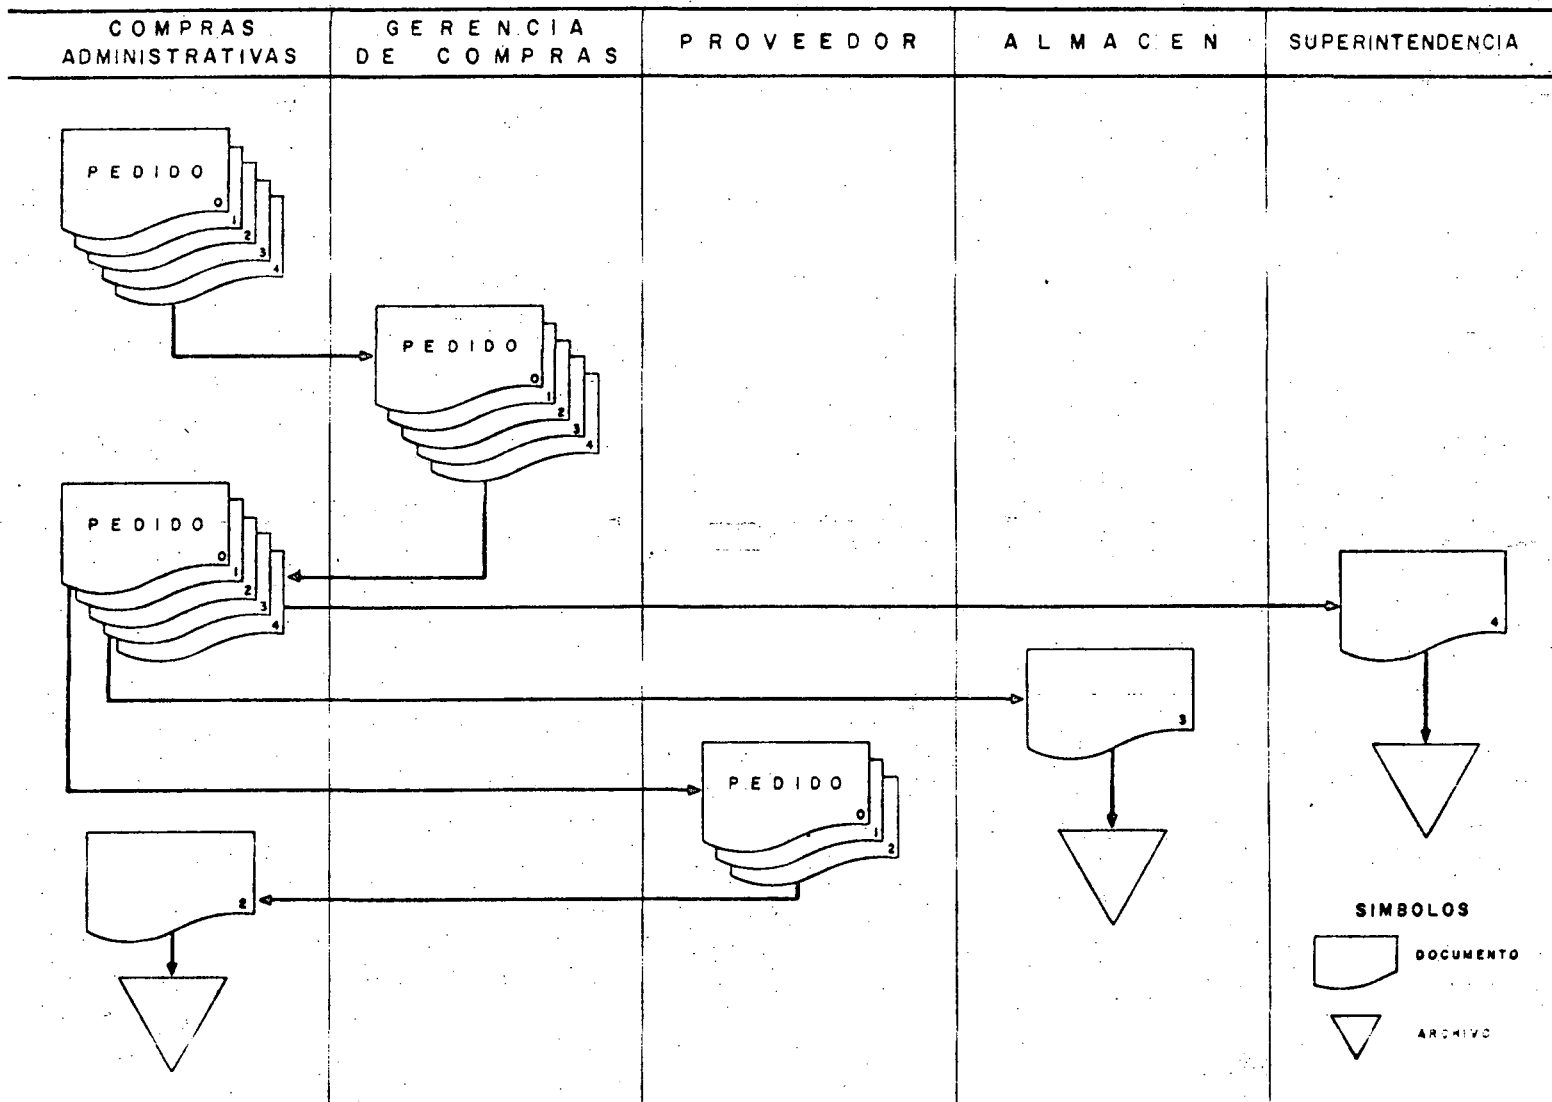 COMPRAS
ADMINISTRATIVAS
GERENCIA
DE COMPRAS
PROVEEDOR
ALMACEN
SUPERINTENDENCIA
PEDIDO
0
1
2
3
4
PEDIDO
0
1
2
3
4
PEDIDO
0
1
2
3
4
4
3
PEDIDO
0
1
2
2
SIMBOLOS
DOCUMENTO
ARCHIVO